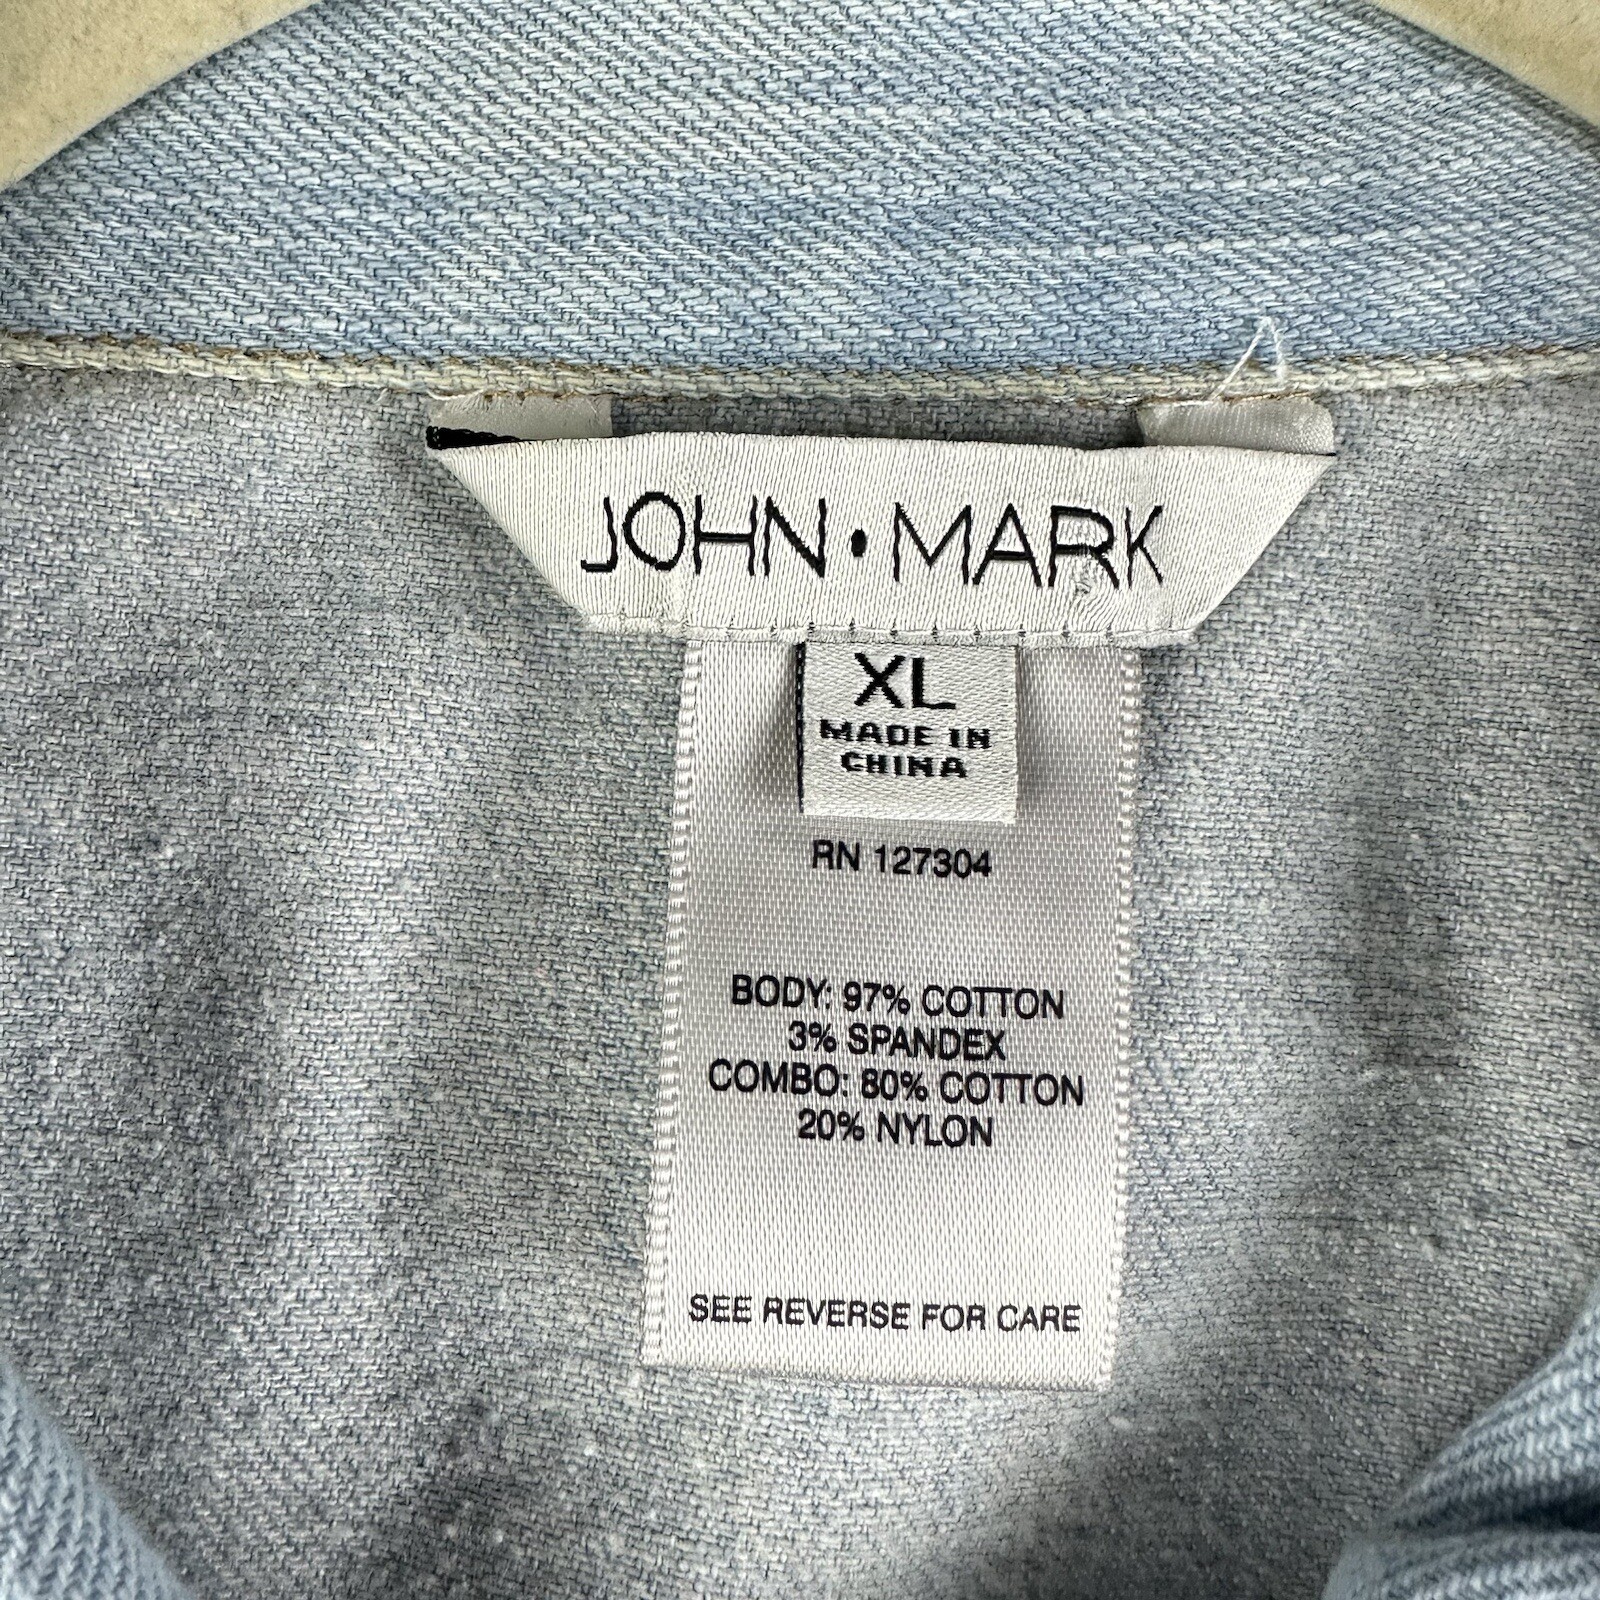 JOHN • MARK
XL
MADE IN
CHINA
RN 127304
BODY: 97% COTTON
3% SPANDEX
COMBO: 80% COTTON
20% NYLON
SEE REVERSE FOR CARE